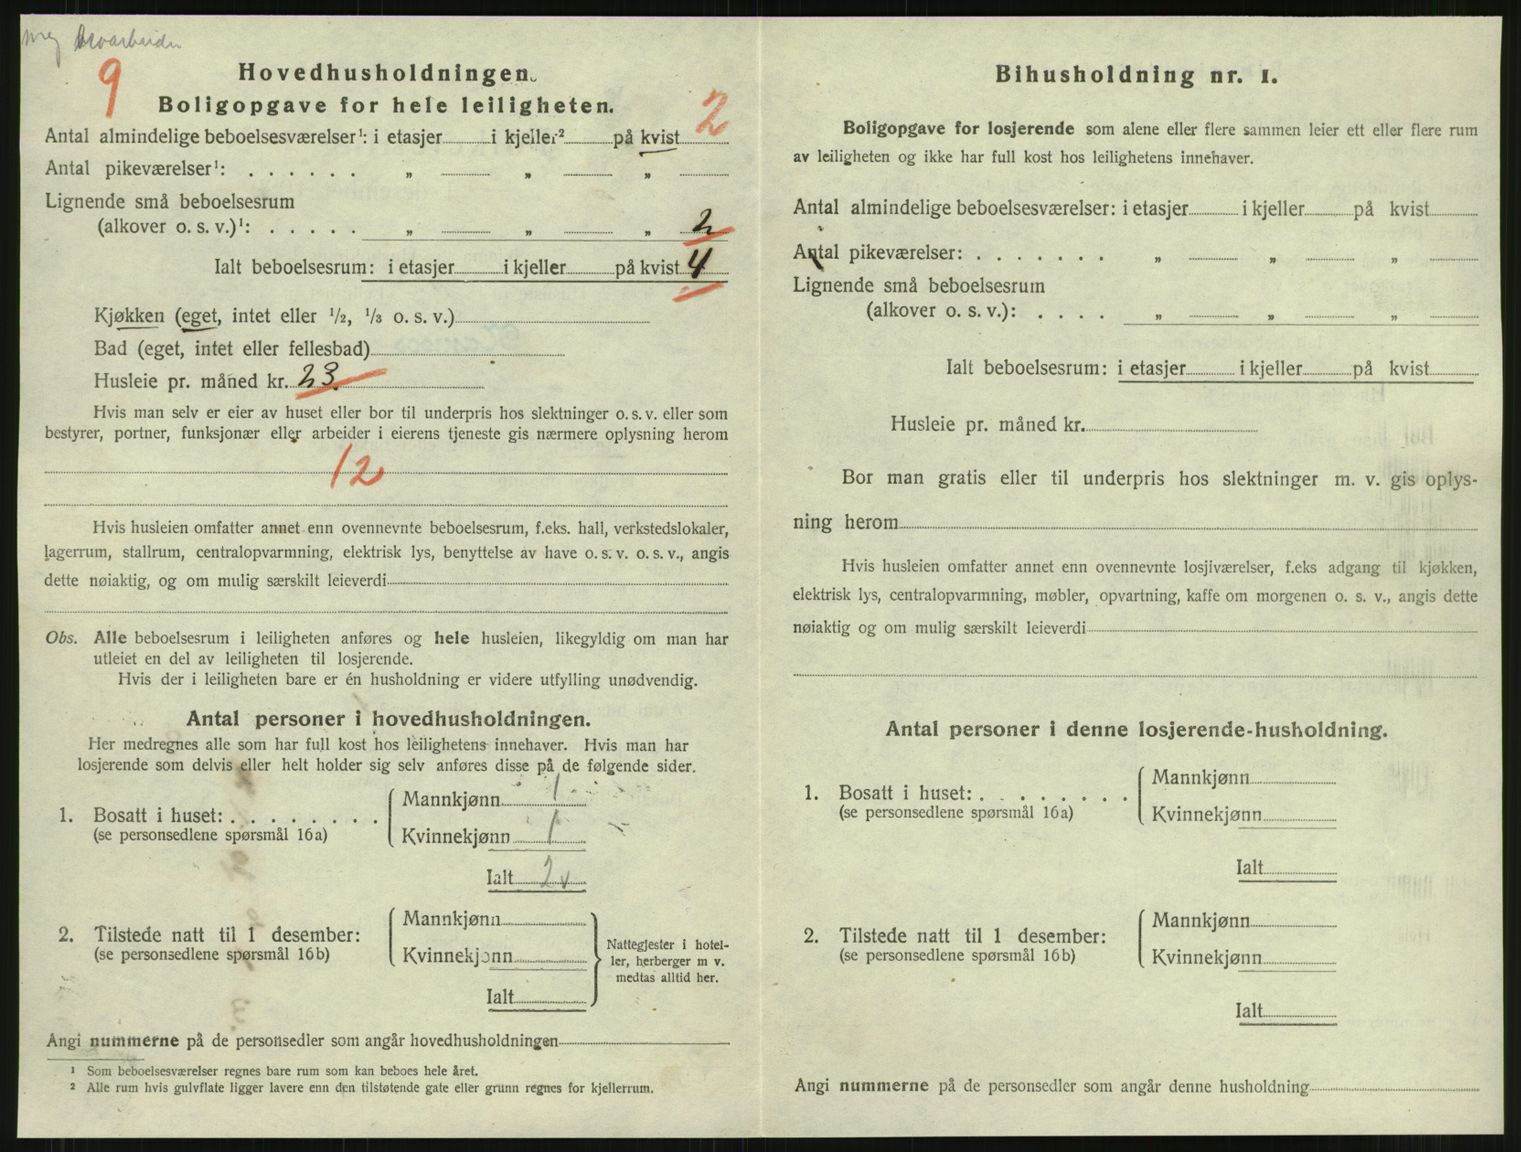 9
Hovedhusholdningen.
Boligopgave for hele leiligheten.
2
Antal almindelige beboelsesværelser¹: i etasjer i kjeller² på kvist
Antal pikeværelser¹: . . . . . . „ „ „
Lignende små beboelsesrum
(alkover o. s. v.)¹: . . . . . „ „ „ 2
Ialt beboelsesrum: i etasjer i kjeller på kvist 4
Kjøkken (eget, intet eller 1/2, 1/3 o. s. v.)
Bad (eget, intet eller fellesbad)
Husleie pr. måned kr. 23.
Hvis man selv er eier av huset eller bor til underpris hos slektninger o. s. v. eller som
bestyrer, portner, funksjonær eller arbeider i eierens tjeneste gis nærmere oplysning herom
12
Hvis husleien omfatter annet enn ovennevnte beboelsesrum, f.eks. hall, verkstedslokaler,
lagerrum, stallrum, centralopvarmning, elektrisk lys, benyttelse av have o. s. v. o. s. v., angis
dette nøiaktig, og om mulig særskilt leieverdi
Obs. Alle beboelsesrum i leiligheten anføres og hele husleien, likegyldig om man har
utleiet en del av leiligheten til losjerende.
Hvis der i leiligheten bare er én husholdning er videre utfylling unødvendig.
Antal personer i hovedhusholdningen.
Her medregnes alle som har full kost hos leilighetens innehaver. Hvis man har
losjerende som delvis eller helt holder sig selv anføres disse på de følgende sider.
1. Bosatt i huset: . . . . . . . .
(se personsedlene spørsmål 16a)
Mannkjønn 1
Kvinnekjønn 1
Ialt 2 v
2. Tilstede natt til 1 desember:
(se personsedlene spørsmål 16b)
Mannkjønn
Kvinnekjønn
Ialt
Nattegjester i hotel-
ler, herberger m v.
medtas alltid her.
Angi nummerne på de personsedler som angår hovedhusholdningen
¹ Som beboelsesværelser regnes bare rum som kan beboes hele året.
² Alle rum hvis gulvflate ligger lavere enn den tilstøtende gate eller grunn regnes for kjellerrum.
Bihusholdning nr. 1.
Boligopgave for losjerende som alene eller flere sammen leier ett eller flere rum
av leiligheten og ikke har full kost hos leilighetens innehaver.
Antal almindelige beboelsesværelser: i etasjer i kjeller på kvist
Antal pikeværelser: . . . . . . . „ „ „
Lignende små beboelsesrum
(alkover o. s. v.): . . . . „ „ „
Ialt beboelsesrum: i etasjer i kjeller på kvist
Husleie pr. måned kr.
Bor man gratis eller til underpris hos slektninger m. v. gis oplys-
ning herom
Hvis husleien omfatter annet enn ovennevnte losjiværelser, f.eks adgang til kjøkken,
elektrisk lys, centralopvarmning, møbler, opvartning, kaffe om morgenen o. s. v., angis dette
nøiaktig og om mulig særskilt leieverdi
Antal personer i denne losjerende-husholdning.
1. Bosatt i huset: . . . . . . . .
(se personsedlene spørsmål 16a)
Mannkjønn
Kvinnekjønn
Ialt
2. Tilstede natt til 1 desember:
(se personsedlene spørsmål 16b)
Mannkjønn
Kvinnekjønn
Ialt
Angi nummerne på de personsedler som angår denne husholdning